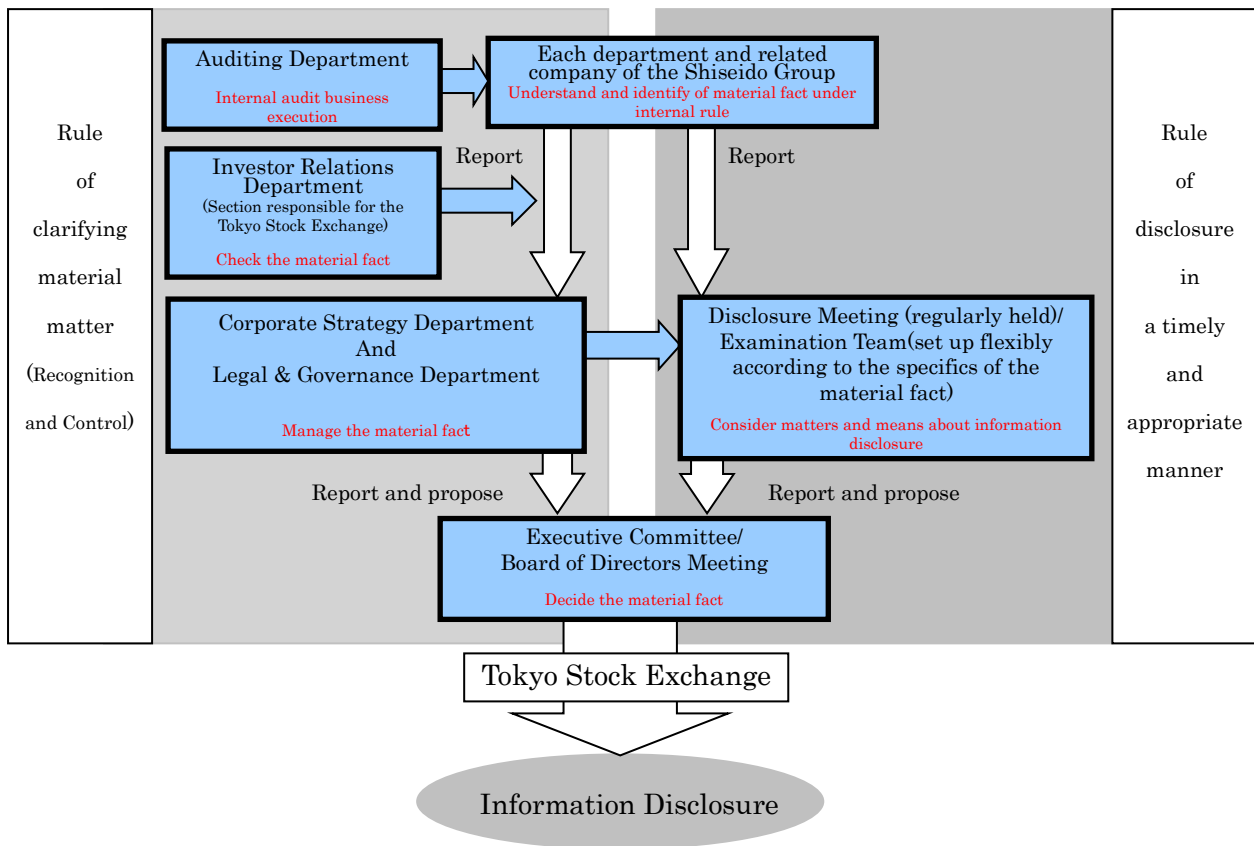 Rule
of
clarifying
material
matter
(Recognition
and Control)
Auditing Department
Internal audit business
execution
Each department and related
company of the Shiseido Group
Understand and identify of material fact under
internal rule
Report
Report
Investor Relations
Department
(Section responsible for the
Tokyo Stock Exchange)
Check the material fact
Corporate Strategy Department
And
Legal & Governance Department
Manage the material fact
Disclosure Meeting (regularly held)/
Examination Team(set up flexibly
according to the specifics of the
material fact)
Consider matters and means about information
disclosure
Report and propose
Report and propose
Executive Committee/
Board of Directors Meeting
Decide the material fact
Rule
of
disclosure
in
a timely
and
appropriate
manner
Tokyo Stock Exchange
Information Disclosure